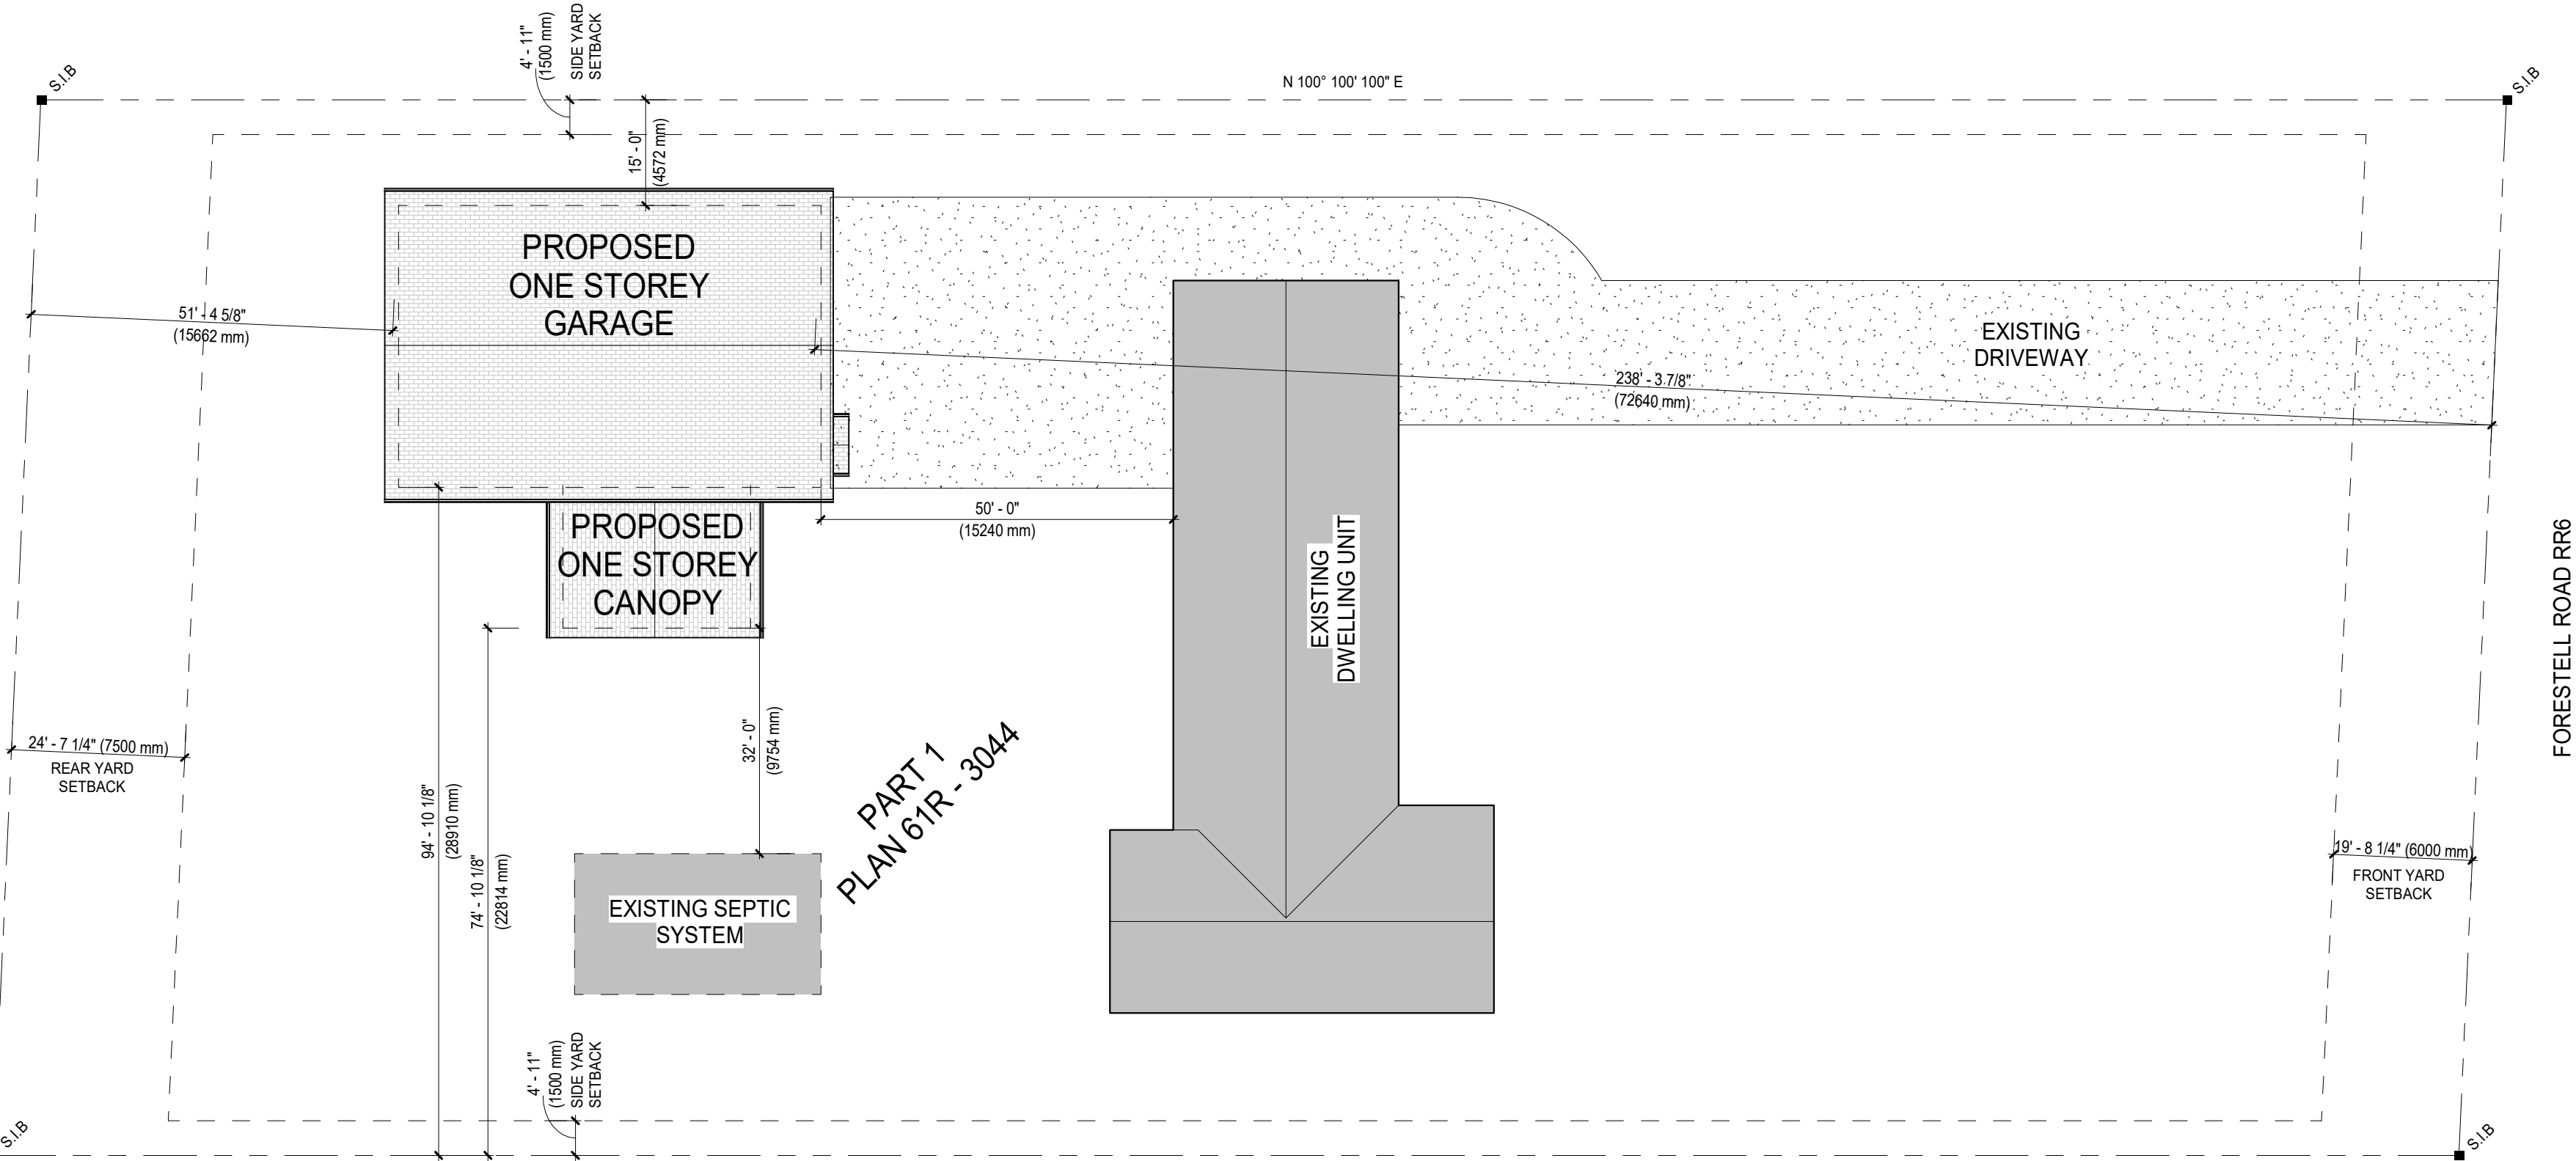 S.I.B
4' - 11"
(1500 mm)
SIDE YARD
SETBACK
N 100° 100' 100" E
S.I.B
15' - 0"
(4572 mm)
PROPOSED
ONE STOREY
GARAGE
51' - 4 5/8"
(15662 mm)
EXISTING
DRIVEWAY
238' - 3 7/8"
(72640 mm)
50' - 0"
(15240 mm)
PROPOSED
ONE STOREY
CANOPY
EXISTING
DWELLING UNIT
FORESTELL ROAD RR6
24' - 7 1/4" (7500 mm)
REAR YARD
SETBACK
32' - 0"
(9754 mm)
PART 1
PLAN 61R - 3044
94' - 10 1/8"
(28910 mm)
74' - 10 1/8"
(22814 mm)
19' - 8 1/4" (6000 mm)
FRONT YARD
SETBACK
EXISTING SEPTIC
SYSTEM
4' - 11"
(1500 mm)
SIDE YARD
SETBACK
S.I.B
S.I.B